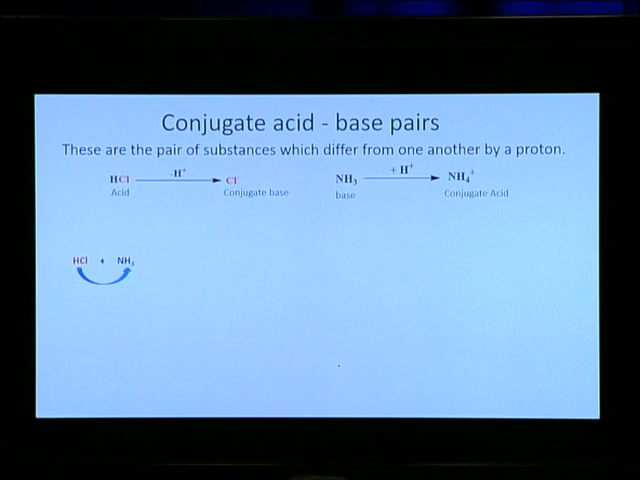 Conjugate acid - base pairs
These are the pair of substances which differ from one another by a proton.
HCl -H⁺ Cl⁻ NH₃ + H⁺ NH₄⁺
Acid Conjugate base base Conjugate Acid
HCl + NH₃